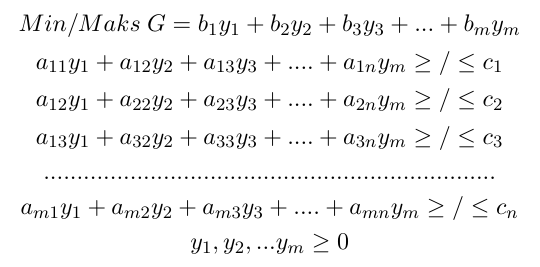 Min/Maks G = b₁y₁ + b₂y₂ + b₃y₃ + ... + bₘyₘ
a₁₁y₁ + a₁₂y₂ + a₁₃y₃ + .... + a₁ₙyₘ ≥ / ≤ c₁
a₁₂y₁ + a₂₂y₂ + a₂₃y₃ + .... + a₂ₙyₘ ≥ / ≤ c₂
a₁₃y₁ + a₃₂y₂ + a₃₃y₃ + .... + a₃ₙyₘ ≥ / ≤ c₃
....................................................................
aₘ₁y₁ + aₘ₂y₂ + aₘ₃y₃ + .... + aₘₙyₘ ≥ / ≤ cₙ
y₁, y₂, ...yₘ ≥ 0